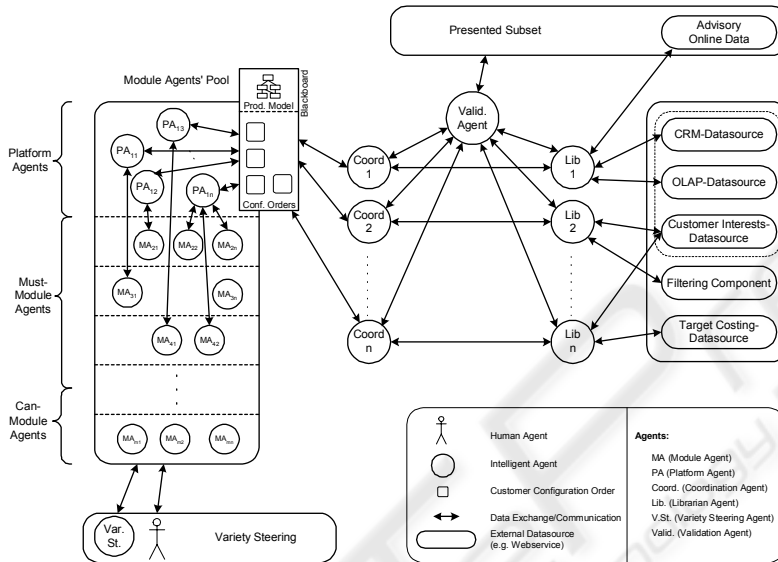 Presented Subset
Advisory
Online Data
Module Agents' Pool
Blackboard
Prod. Model
Conf. Orders
Platform
Agents
Must-
Module
Agents
Can-
Module
Agents
PA13
PA11
PA12
PA1n
MA21
MA22
MA2n
MA31
MA3n
MA41
MA42
MAm1
MAm2
MAmn
Valid.
Agent
Coord
1
Coord
2
Coord
n
Lib
1
Lib
2
Lib
n
CRM-Datasource
OLAP-Datasource
Customer Interests-
Datasource
Filtering Component
Target Costing-
Datasource
Var.
St.
Variety Steering
Human Agent
Intelligent Agent
Customer Configuration Order
Data Exchange/Communication
External Datasource
(e.g. Webservice)
Agents:
MA (Module Agent)
PA (Platform Agent)
Coord. (Coordination Agent)
Lib. (Librarian Agent)
V.St. (Variety Steering Agent)
Valid. (Validation Agent)